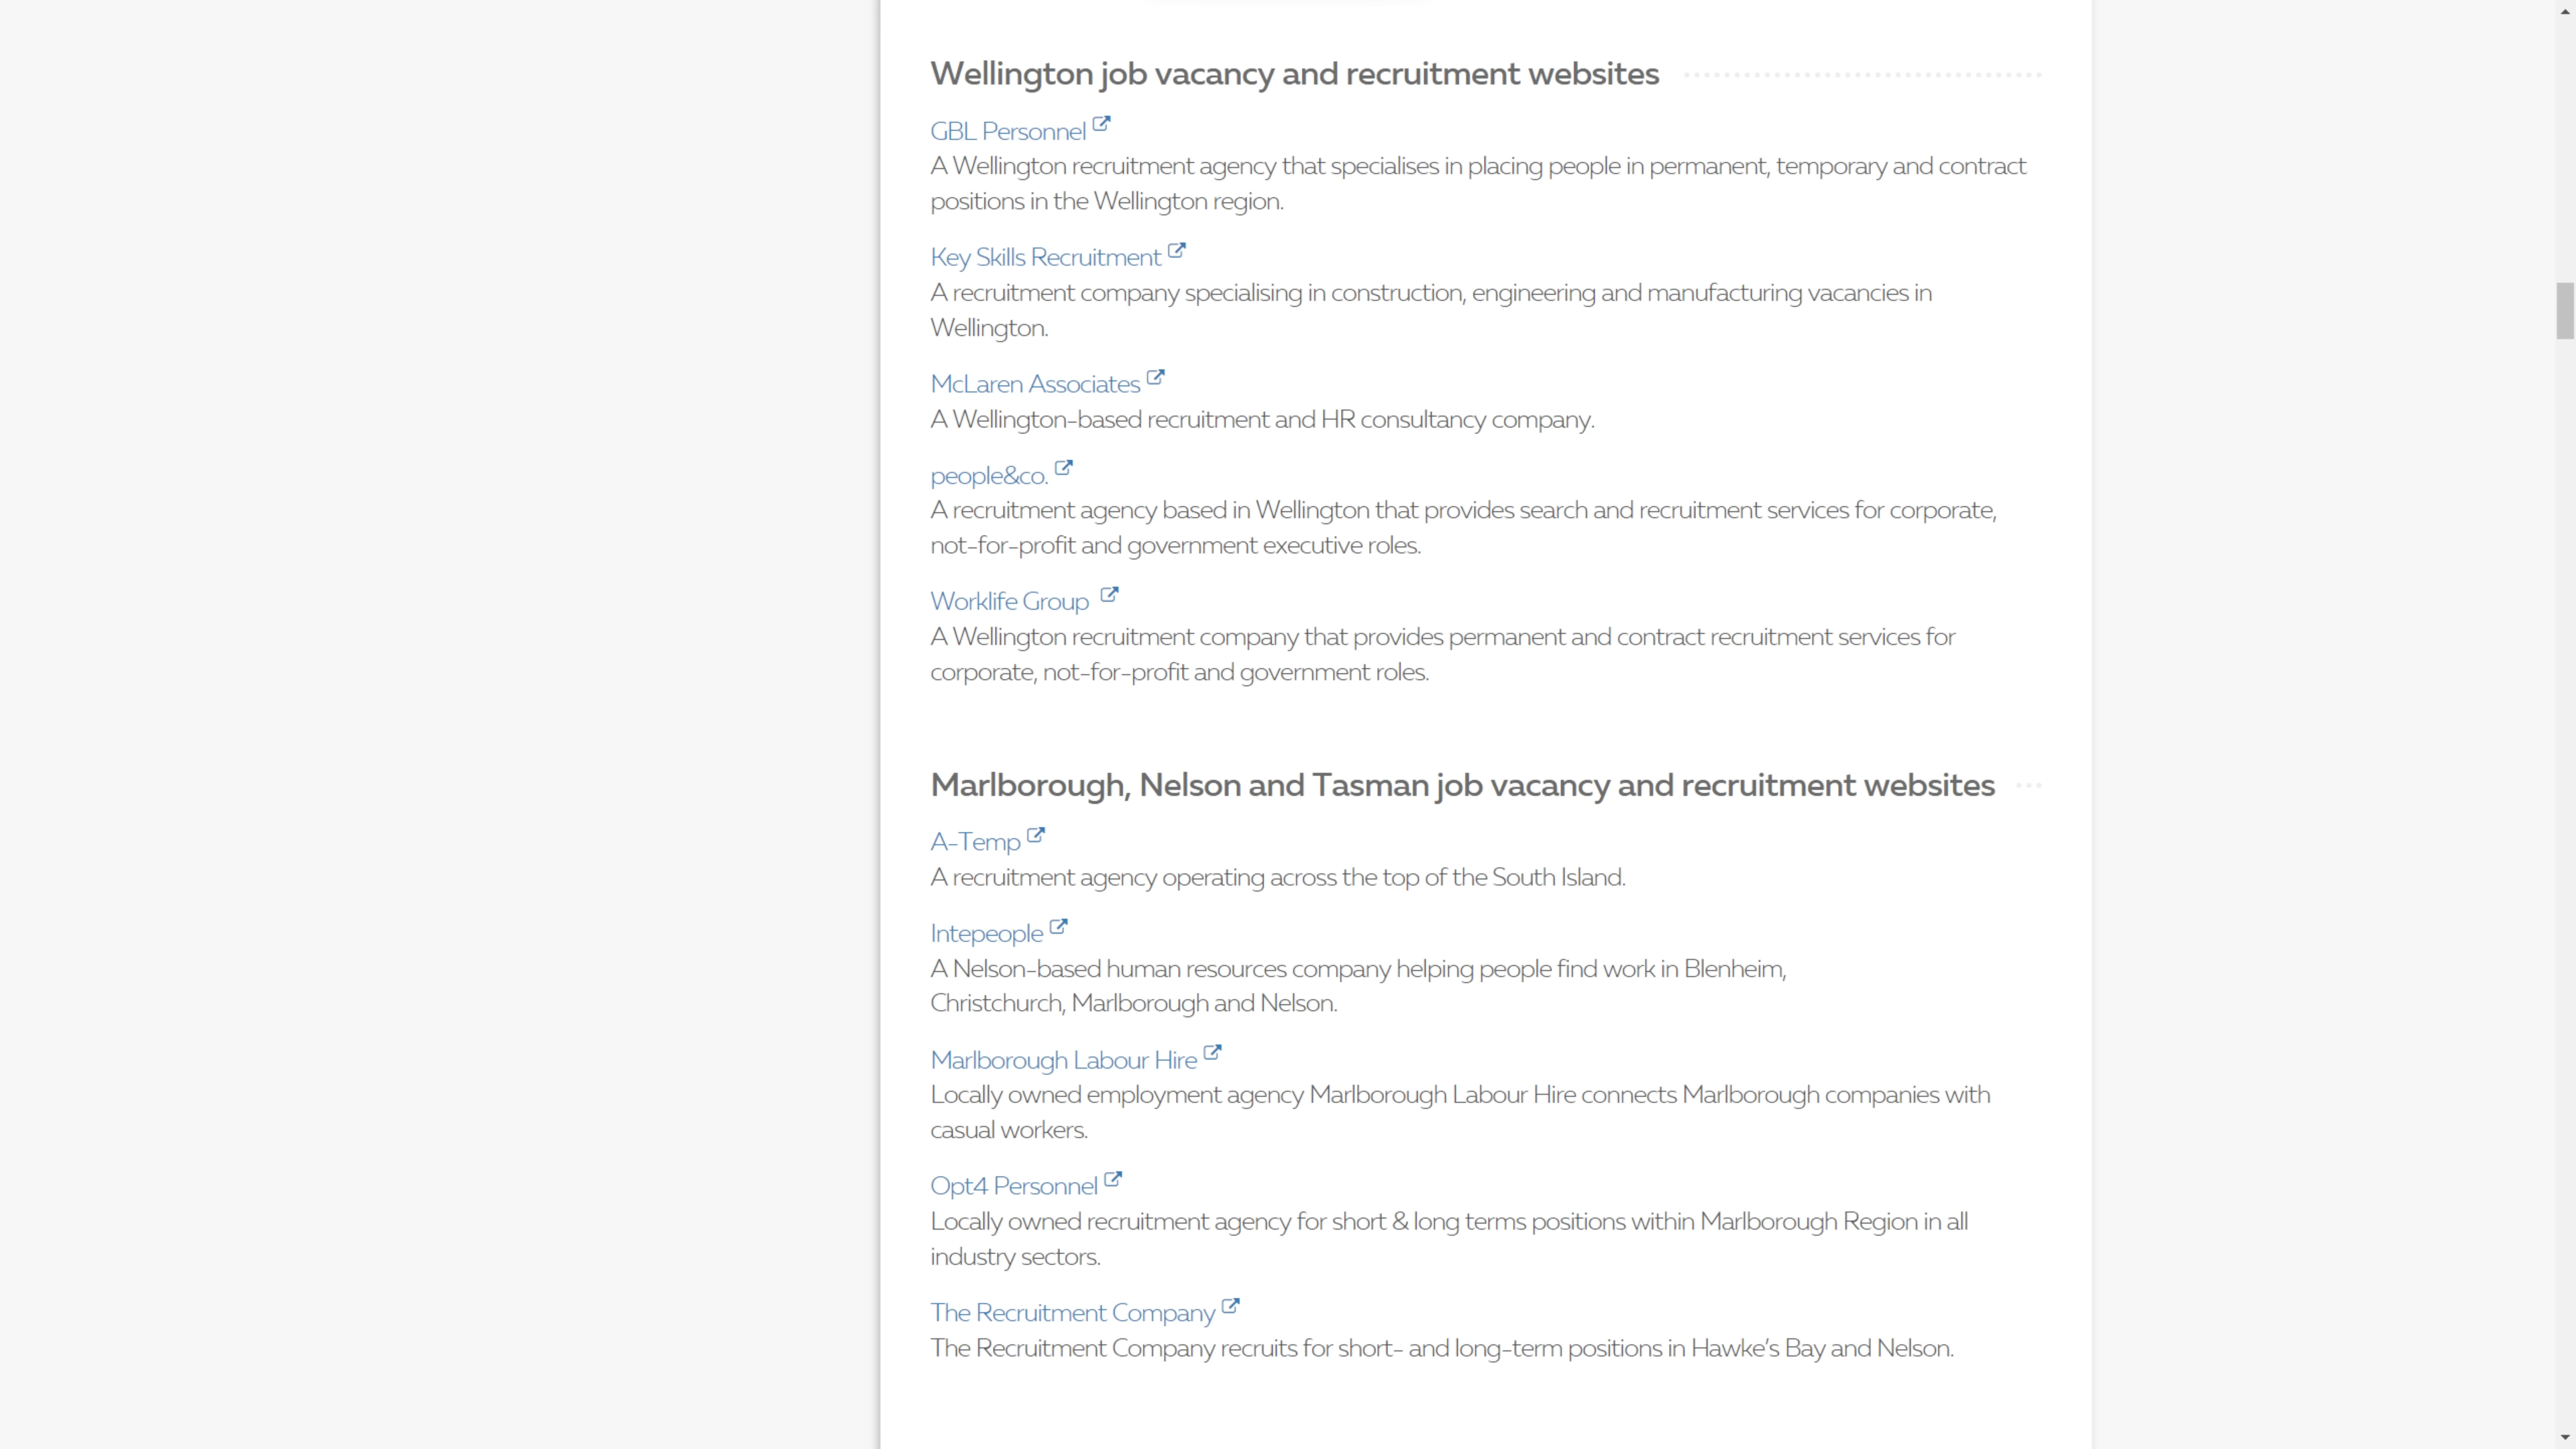 Wellington job vacancy and recruitment websites
GBL Personnel
A Wellington recruitment agency that specialises in placing people in permanent, temporary and contract
positions in the Wellington region.
Key Skills Recruitment
A recruitment company specialising in construction, engineering and manufacturing vacancies in
Wellington.
McLaren Associates
A Wellington-based recruitment and HR consultancy company.
people&co.
A recruitment agency based in Wellington that provides search and recruitment services for corporate,
not-for-profit and government executive roles.
Worklife Group
A Wellington recruitment company that provides permanent and contract recruitment services for
corporate, not-for-profit and government roles.
Marlborough, Nelson and Tasman job vacancy and recruitment websites
A-Temp
A recruitment agency operating across the top of the South Island.
Intepeople
A Nelson-based human resources company helping people find work in Blenheim,
Christchurch, Marlborough and Nelson.
Marlborough Labour Hire
Locally owned employment agency Marlborough Labour Hire connects Marlborough companies with
casual workers.
Opt4 Personnel
Locally owned recruitment agency for short & long terms positions within Marlborough Region in all
industry sectors.
The Recruitment Company
The Recruitment Company recruits for short- and long-term positions in Hawke's Bay and Nelson.